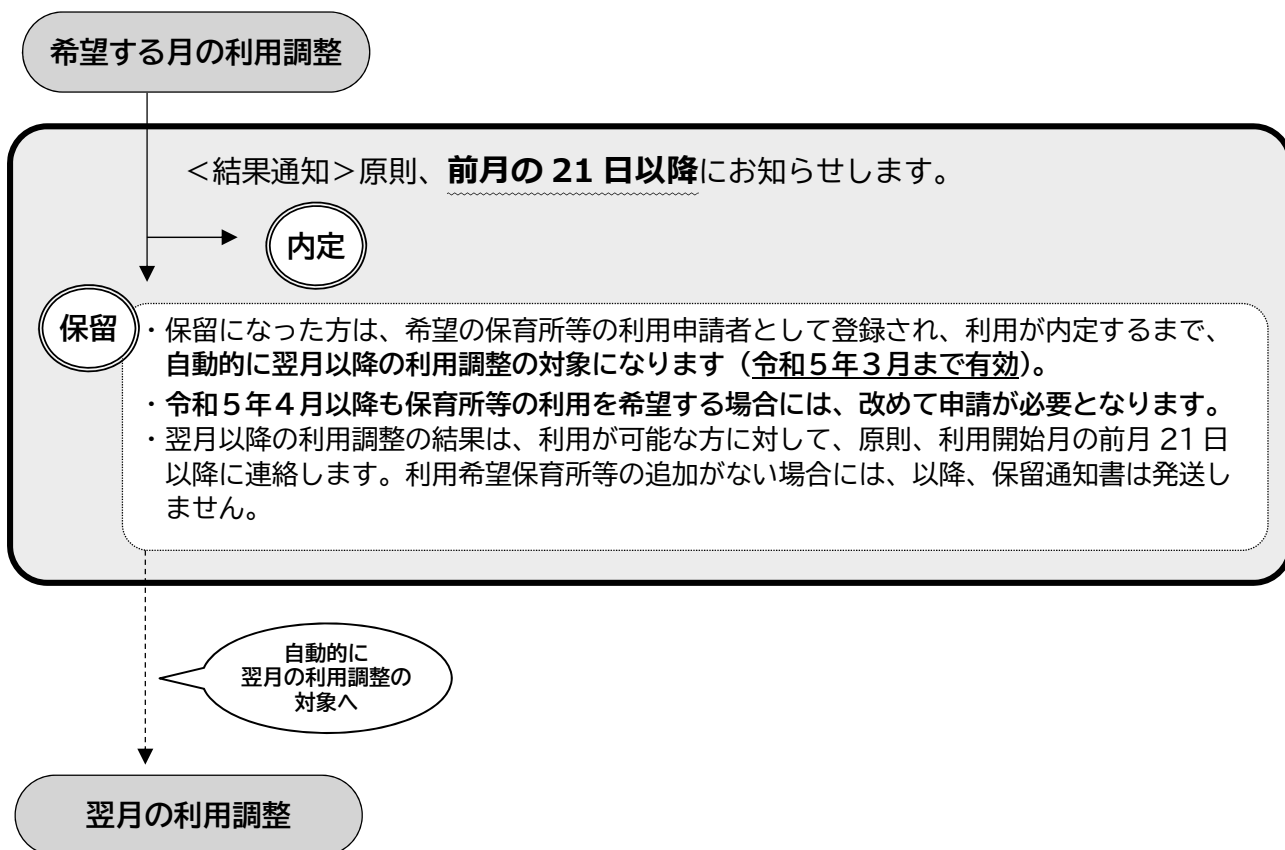 希望する月の利用調整
＜結果通知＞原則、前月の 21 日以降にお知らせします。
内定
保留
・保留になった方は、希望の保育所等の利用申請者として登録され、利用が内定するまで、
自動的に翌月以降の利用調整の対象になります（令和５年３月まで有効）。
・令和５年４月以降も保育所等の利用を希望する場合には、改めて申請が必要となります。
・翌月以降の利用調整の結果は、利用が可能な方に対して、原則、利用開始月の前月 21 日
以降に連絡します。利用希望保育所等の追加がない場合には、以降、保留通知書は発送し
ません。
自動的に
翌月の利用調整の
対象へ
翌月の利用調整